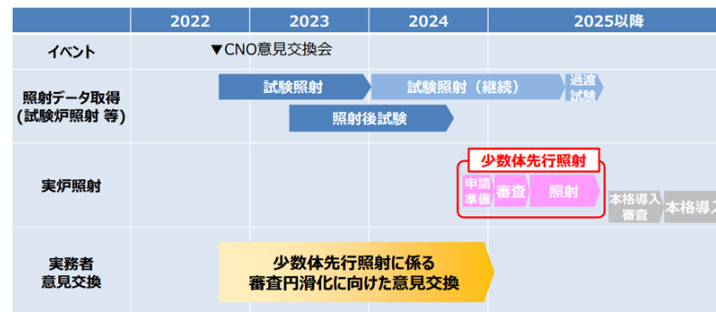 2022 2023 2024 2025以降
イベント ▼CNO意見交換会
照射データ取得
(試験炉照射 等)
試験照射 試験照射（継続） 過渡
試験
照射後試験
実炉照射
少数体先行照射
申請
準備 審査 照射
本格導入
審査 本格導入
実務者
意見交換
少数体先行照射に係る
審査円滑化に向けた意見交換